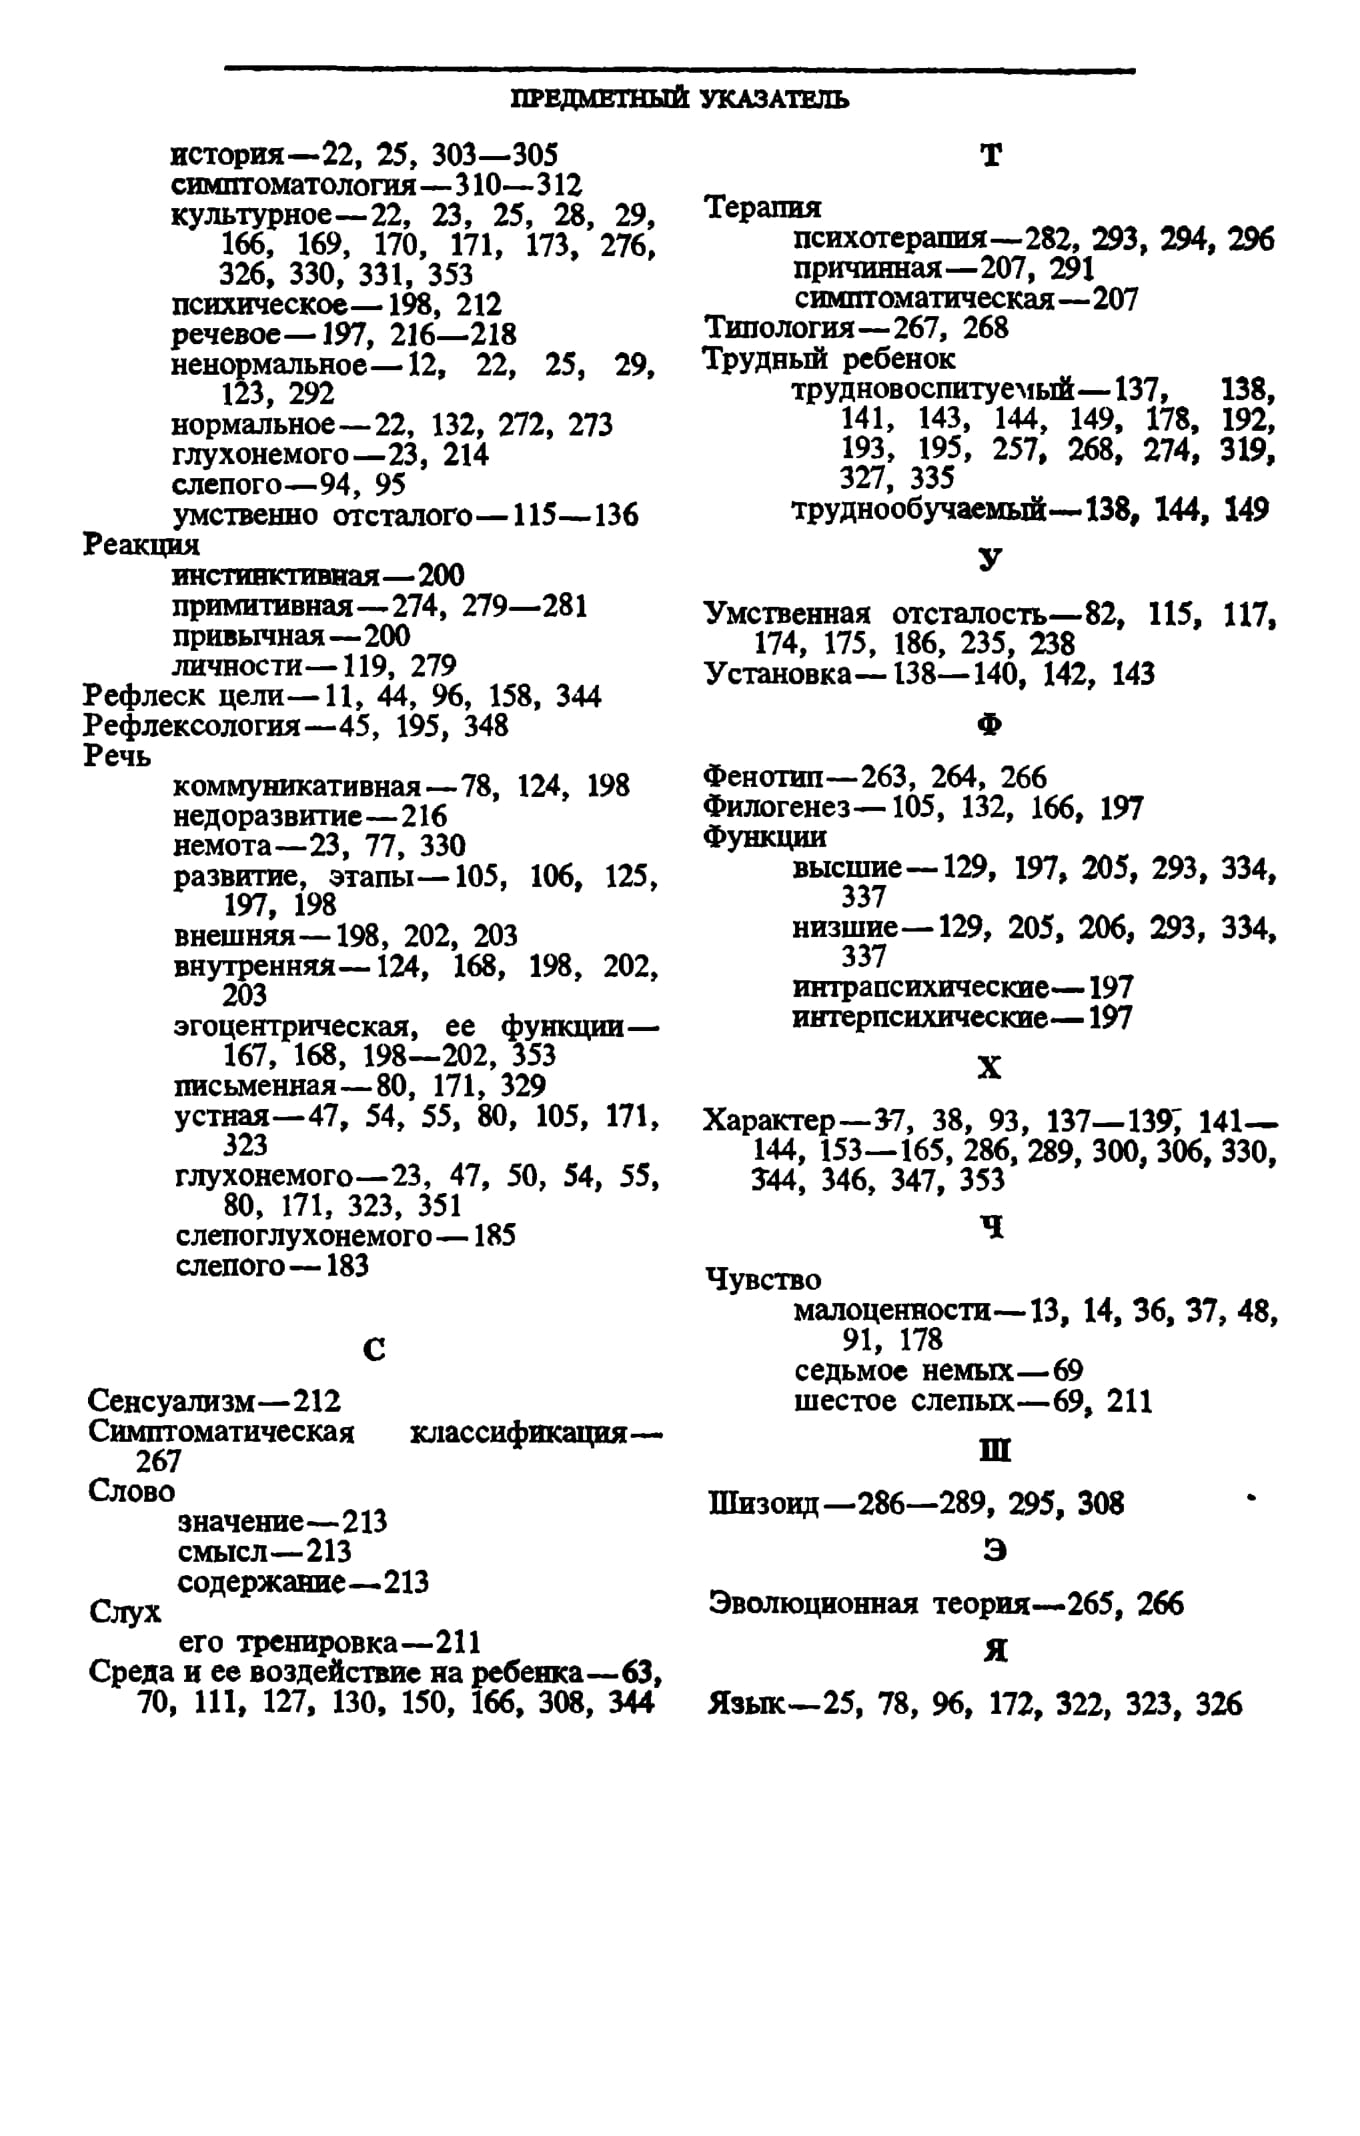 ПРЕДМЕТНЫЙ УКАЗАТЕЛЬ
история—22, 25, 303—305
симптоматология—310—312
культурное—22, 23, 25, 28, 29,
166, 169, 170, 171, 173, 276,
326, 330, 331, 353
психическое—198, 212
речевое—197, 216—218
ненормальное—12, 22, 25, 29,
123, 292
нормальное—22, 132, 272, 273
глухонемого—23, 214
слепого—94, 95
умственно отсталого—115—136
Реакция
инстинктивная—200
примитивная—274, 279—281
привычная—200
личности—119, 279
Рефлеск цели—11, 44, 96, 158, 344
Рефлексология—45, 195, 348
Речь
коммуникативная—78, 124, 198
недоразвитие—216
немота—23, 77, 330
развитие, этапы—105, 106, 125,
197, 198
внешняя—198, 202, 203
внутренняя—124, 168, 198, 202,
203
эгоцентрическая, ее функции—
167, 168, 198—202, 353
письменная—80, 171, 329
устная—47, 54, 55, 80, 105, 171,
323
глухонемого—23, 47, 50, 54, 55,
80, 171, 323, 351
слепоглухонемого—185
слепого—183
С
Сенсуализм—212
Симптоматическая классификация—
267
Слово
значение—213
смысл—213
содержание—213
Слух
его тренировка—211
Среда и ее воздействие на ребенка—63,
70, 111, 127, 130, 150, 166, 308, 344
Т
Терапия
психотерапия—282, 293, 294, 296
причинная—207, 291
симптоматическая—207
Типология—267, 268
Трудный ребенок
трудновоспитуемый—137, 138,
141, 143, 144, 149, 178, 192,
193, 195, 257, 268, 274, 319,
327, 335
труднообучаемый—138, 144, 149
У
Умственная отсталость—82, 115, 117,
174, 175, 186, 235, 238
Установка—138—140, 142, 143
Ф
Фенотип—263, 264, 266
Филогенез—105, 132, 166, 197
Функции
высшие—129, 197, 205, 293, 334,
337
низшие—129, 205, 206, 293, 334,
337
интрапсихические—197
интерпсихические—197
Х
Характер—37, 38, 93, 137—139, 141—
144, 153—165, 286, 289, 300, 306, 330,
344, 346, 347, 353
Ч
Чувство
малоценности—13, 14, 36, 37, 48,
91, 178
седьмое немых—69
шестое слепых—69, 211
Ш
Шизоид—286—289, 295, 308
Э
Эволюционная теория—265, 266
Я
Язык—25, 78, 96, 172, 322, 323, 326